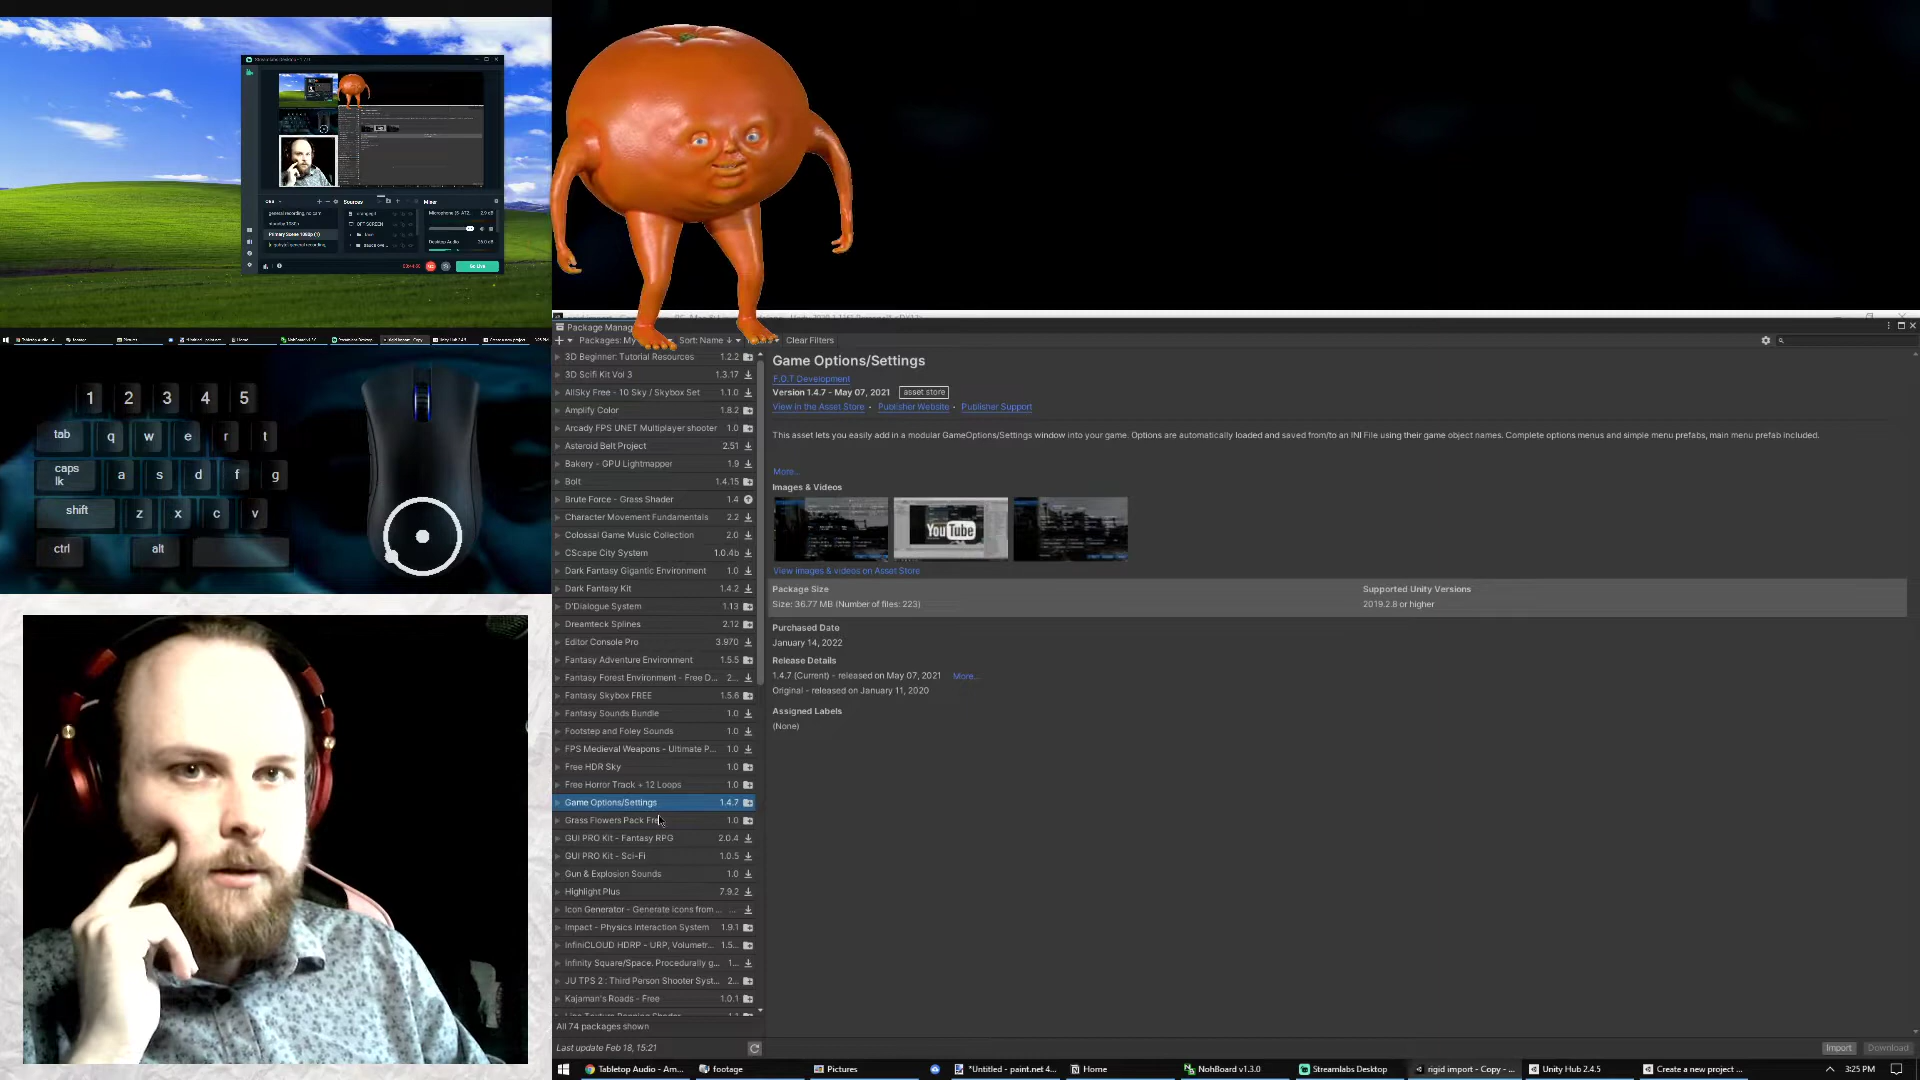 Package Manag
Packages: My
Sort: Name ↓
Clear Filters
3D Beginner: Tutorial Resources 1.2.2
3D Scifi Kit Vol 3 1.3.17
AllSky Free - 10 Sky / Skybox Set 1.1.0
Amplify Color 1.8.2
Arcady FPS UNET Multiplayer shooter 1.0
Asteroid Belt Project 2.51
Bakery - GPU Lightmapper 1.9
Bolt 1.4.15
Brute Force - Grass Shader 1.4
Character Movement Fundamentals 2.2
Colossal Game Music Collection 2.0
CScape City System 1.0.4b
Dark Fantasy Gigantic Environment 1.0
Dark Fantasy Kit 1.4.2
D'Dialogue System 1.13
Dreamteck Splines 2.12
Editor Console Pro 3.970
Fantasy Adventure Environment 1.5.5
Fantasy Forest Environment - Free D... 2...
Fantasy Skybox FREE 1.5.6
Fantasy Sounds Bundle 1.0
Footstep and Foley Sounds 1.0
FPS Medieval Weapons - Ultimate P... 1.0
Free HDR Sky 1.0
Free Horror Track + 12 Loops 1.0
Game Options/Settings 1.4.7
Grass Flowers Pack Fre 1.0
GUI PRO Kit - Fantasy RPG 2.0.4
GUI PRO Kit - Sci-Fi 1.0.5
Gun & Explosion Sounds 1.0
Highlight Plus 7.9.2
Icon Generator - Generate icons from ... ...
Impact - Physics Interaction System 1.9.1
InfiniCLOUD HDRP - URP, Volumetr... 1.5...
Infinity Square/Space. Procedurally g... 1...
JU TPS 2 : Third Person Shooter Syst... 2...
Kajaman's Roads - Free 1.0.1
All 74 packages shown
Last update Feb 18, 15:21
Game Options/Settings
F.O.T Development
Version 1.4.7 - May 07, 2021 asset store
View in the Asset Store • Publisher Website • Publisher Support
This asset lets you easily add in a modular GameOptions/Settings window into your game. Options are automatically loaded and saved from/to an INI File using their game object names. Complete options menus and simple menu prefabs, main menu prefab included.
More...
Images & Videos
YouTube
View images & videos on Asset Store
Package Size
Size: 36.77 MB (Number of files: 223)
Supported Unity Versions
2019.2.8 or higher
Purchased Date
January 14, 2022
Release Details
1.4.7 (Current) - released on May 07, 2021 More...
Original - released on January 11, 2020
Assigned Labels
(None)
Import
Download
1 2 3 4 5
tab q w e r t
caps lk a s d f g
shift z x c v
ctrl alt
Sources
Mixer
Go Live
Tabletop Audio - Am...
footage
Pictures
*Untitled - paint.net 4...
Home
NohBoard v1.3.0
Streamlabs Desktop
rigid import - Copy - ...
Unity Hub 2.4.5
Create a new project ...
3:25 PM